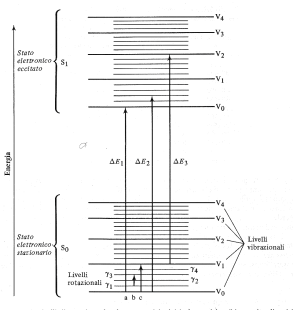 V4
V3
V2
V1
V0
Stato
elettronico
eccitato
S1
Energia
ΔE1
ΔE2
ΔE3
Stato
elettronico
stazionario
S0
V4
V3
V2
V1
V0
Livelli
vibrazionali
Livelli
rotazionali
γ4
γ3
γ2
γ1
a b c